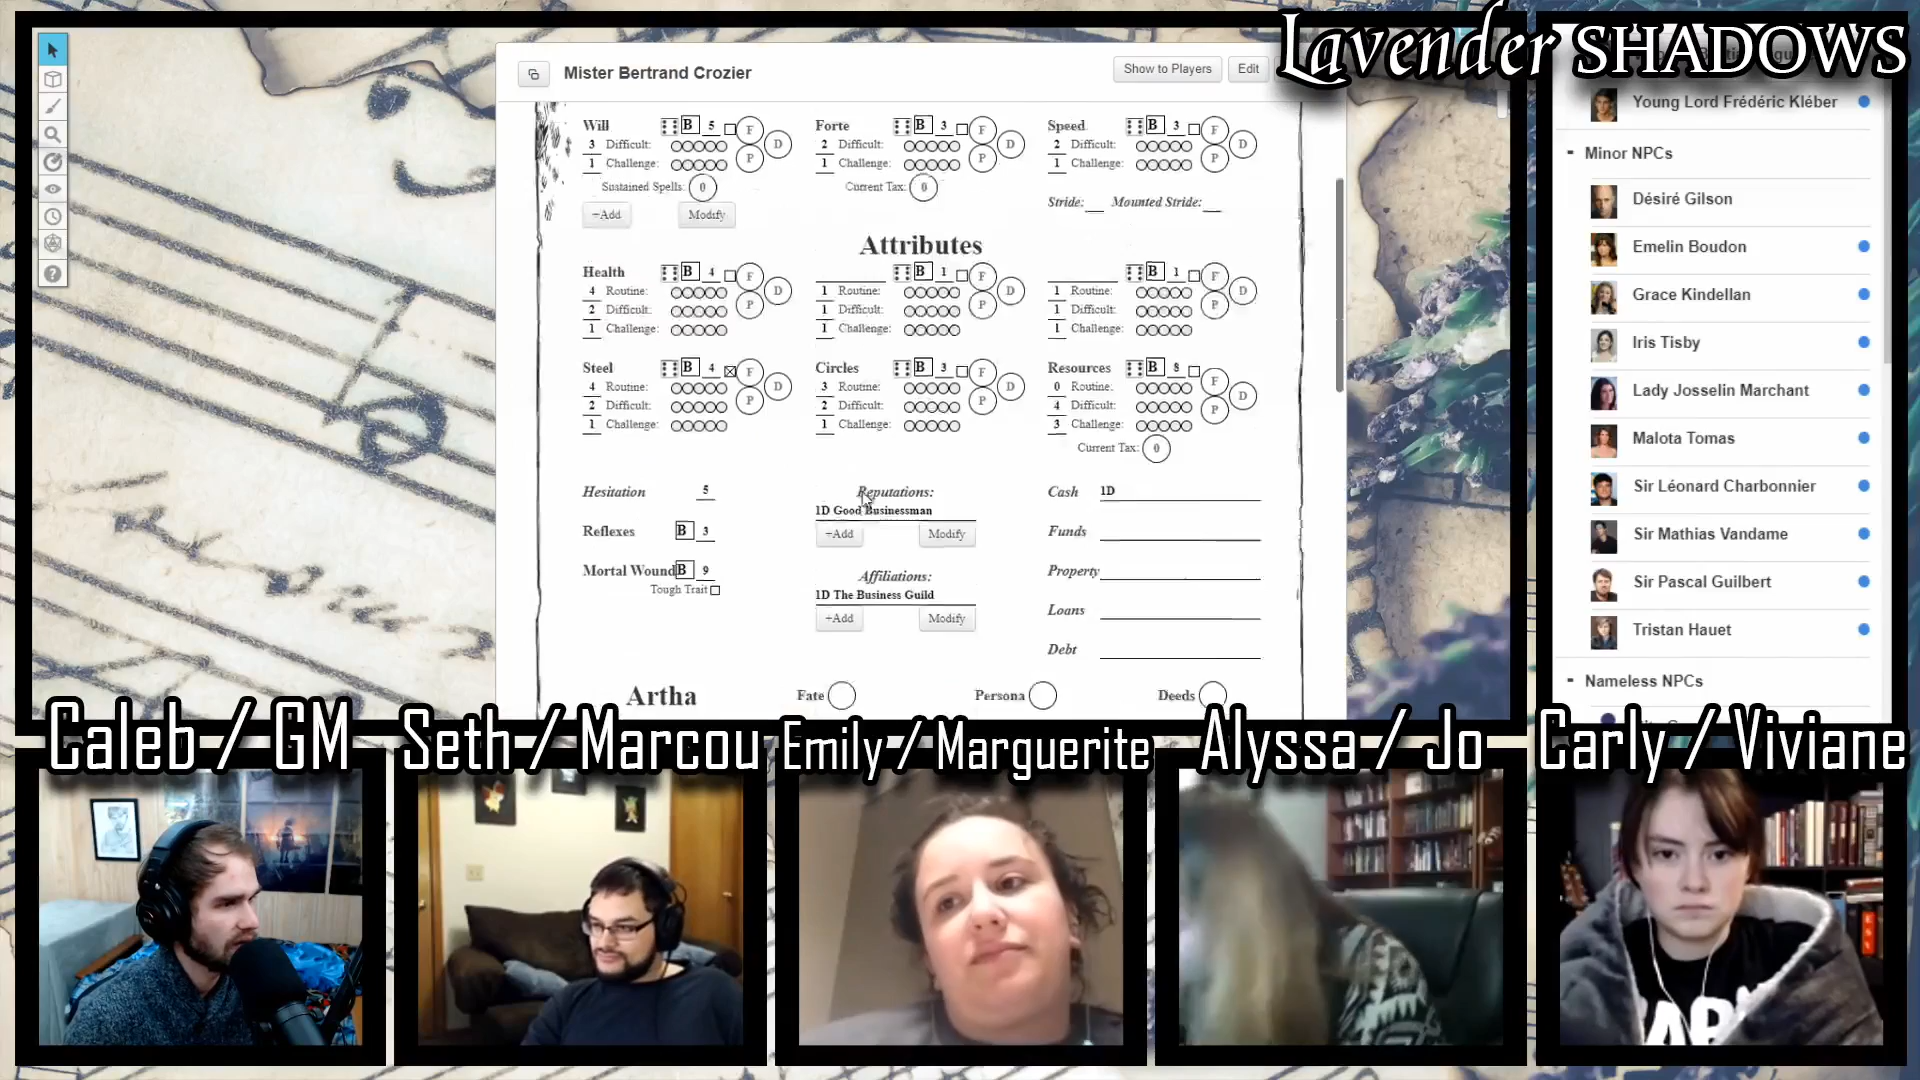 Lavender SHADOWS
Mister Bertrand Crozier
Show to Players
Edit
Will B 5 F D P
3 Difficult:
1 Challenge:
Sustained Spells: 0
+Add Modify
Forte B 3 F D P
2 Difficult:
1 Challenge:
Current Tax: 0
Speed B 3 F D P
2 Difficult:
1 Challenge:
Stride: Mounted Stride:
Attributes
Health B 4 F D P
4 Routine:
2 Difficult:
1 Challenge:
B 1 F D P
1 Routine:
1 Difficult:
1 Challenge:
B 1 F D P
1 Routine:
1 Difficult:
1 Challenge:
Steel B 4 F D P
4 Routine:
2 Difficult:
1 Challenge:
Circles B 3 F D P
3 Routine:
2 Difficult:
1 Challenge:
Resources B 8 F D P
0 Routine:
4 Difficult:
3 Challenge:
Current Tax: 0
Hesitation 5
Reflexes B 3
Mortal Wound B 9
Tough Trait
Reputations:
1D Good Businessman
+Add Modify
Affiliations:
1D The Business Guild
+Add Modify
Cash 1D
Funds
Property
Loans
Debt
Artha Fate Persona Deeds
Young Lord Frédéric Kléber
- Minor NPCs
Désiré Gilson
Emelin Boudon
Grace Kindellan
Iris Tisby
Lady Josselin Marchant
Malota Tomas
Sir Léonard Charbonnier
Sir Mathias Vandame
Sir Pascal Guilbert
Tristan Hauet
- Nameless NPCs
Caleb / GM
Seth / Marcou
Emily / Marguerite
Alyssa / Jo
Carly / Viviane